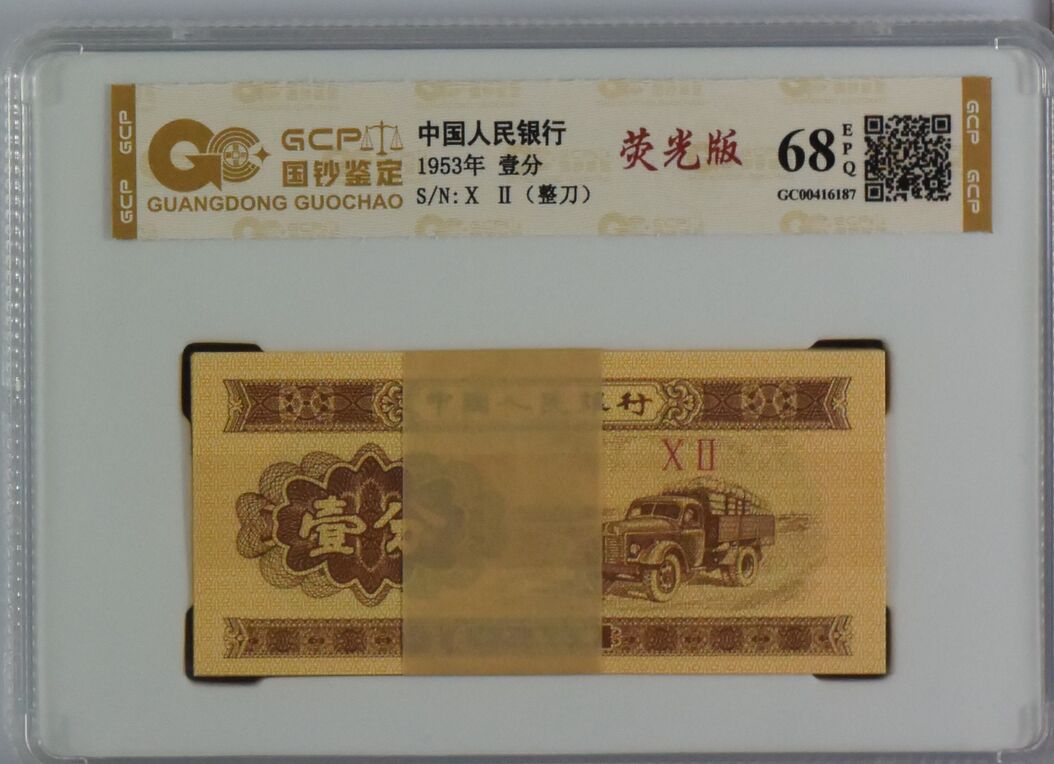 GCP
GCP
GCP
国钞鉴定
GUANGDONG GUOCHAO
中国人民银行
1953年 壹分
S/N: X Ⅱ（整刀）
荧光版
68
EPQ
GC00416187
GCP
GCP
中國人民银行
XⅡ
壹分